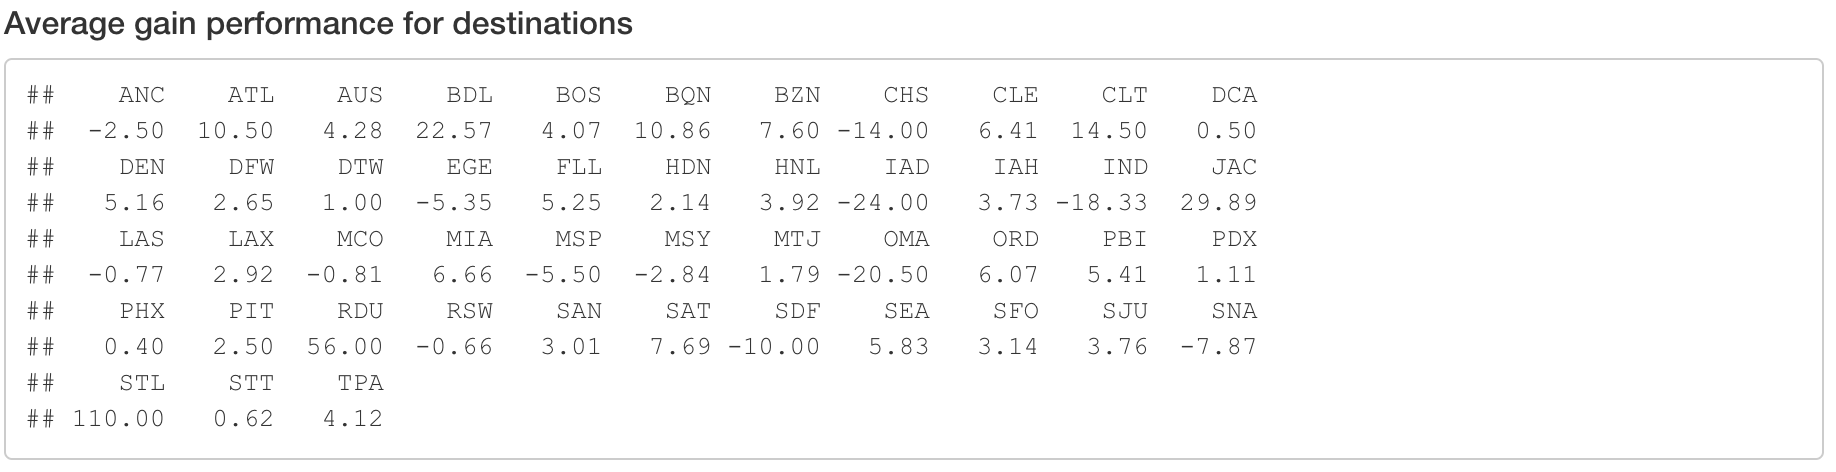 Average gain performance for destinations
##    ANC    ATL    AUS    BDL    BOS    BQN    BZN    CHS    CLE    CLT    DCA
##  -2.50  10.50   4.28  22.57   4.07  10.86   7.60 -14.00   6.41  14.50   0.50
##    DEN    DFW    DTW    EGE    FLL    HDN    HNL    IAD    IAH    IND    JAC
##   5.16   2.65   1.00  -5.35   5.25   2.14   3.92 -24.00   3.73 -18.33  29.89
##    LAS    LAX    MCO    MIA    MSP    MSY    MTJ    OMA    ORD    PBI    PDX
##  -0.77   2.92  -0.81   6.66  -5.50  -2.84   1.79 -20.50   6.07   5.41   1.11
##    PHX    PIT    RDU    RSW    SAN    SAT    SDF    SEA    SFO    SJU    SNA
##   0.40   2.50  56.00  -0.66   3.01   7.69 -10.00   5.83   3.14   3.76  -7.87
##    STL    STT    TPA
## 110.00   0.62   4.12